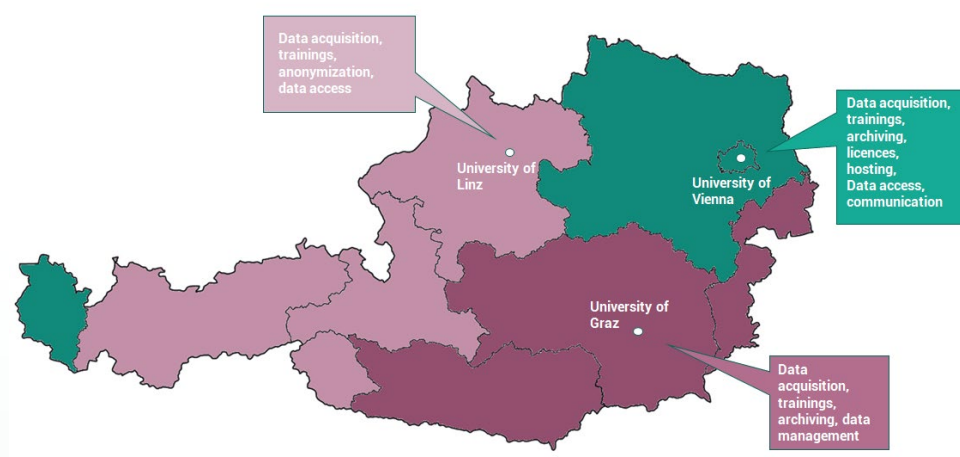 Data acquisition,
trainings,
anonymization,
data access
University of
Linz
Data acquisition,
trainings,
archiving,
licences,
hosting,
Data access,
communication
University of
Vienna
University of
Graz
Data
acquisition,
trainings,
archiving, data
management